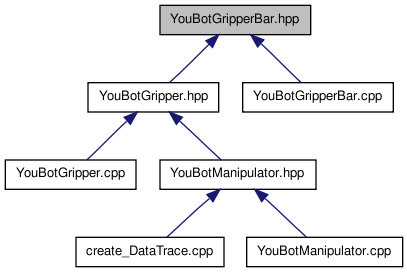 YouBotGripperBar.hpp
YouBotGripper.hpp
YouBotGripperBar.cpp
YouBotGripper.cpp
YouBotManipulator.hpp
create_DataTrace.cpp
YouBotManipulator.cpp